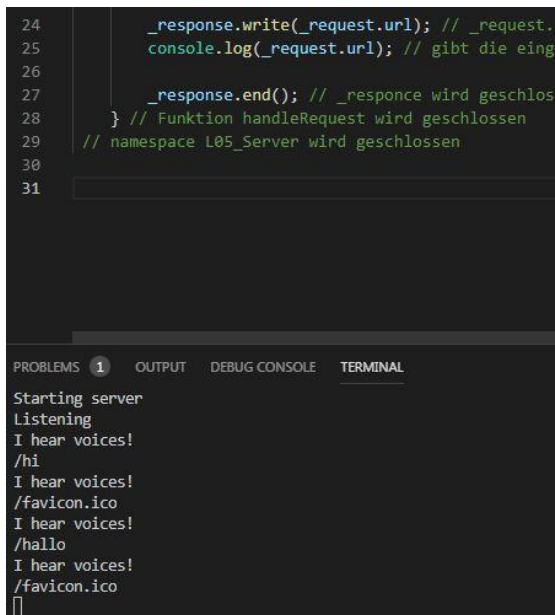 24 _response.write(_request.url); // _request.
25 console.log(_request.url); // gibt die eing
26
27 _response.end(); // _responce wird geschlos
28 } // Funktion handleRequest wird geschlossen
29 // namespace L05_Server wird geschlossen
30
31
PROBLEMS 1 OUTPUT DEBUG CONSOLE TERMINAL
Starting server
Listening
I hear voices!
/hi
I hear voices!
/favicon.ico
I hear voices!
/hallo
I hear voices!
/favicon.ico